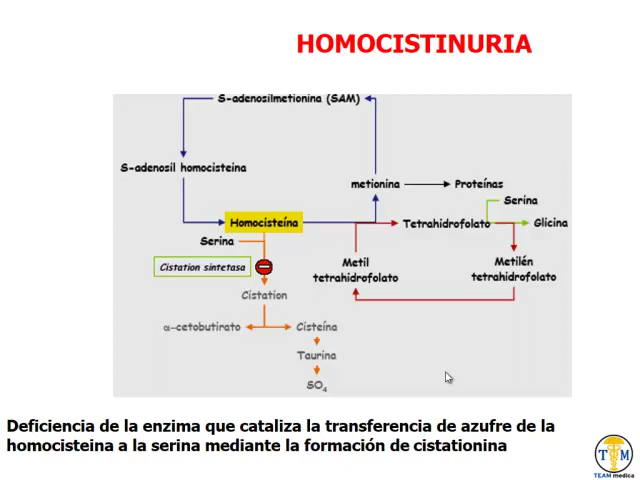 HOMOCISTINURIA
S-adenosilmetionina (SAM)
S-adenosil homocisteina
metionina
Proteínas
Serina
Homocisteína
Tetrahidrofolato
Glicina
Serina
Cistation sintetasa
Metil
tetrahidrofolato
Metilén
tetrahidrofolato
Cistation
α-cetobutirato
Cisteína
Taurina
SO4
Deficiencia de la enzima que cataliza la transferencia de azufre de la
homocisteina a la serina mediante la formación de cistationina
T M
TEAM medica